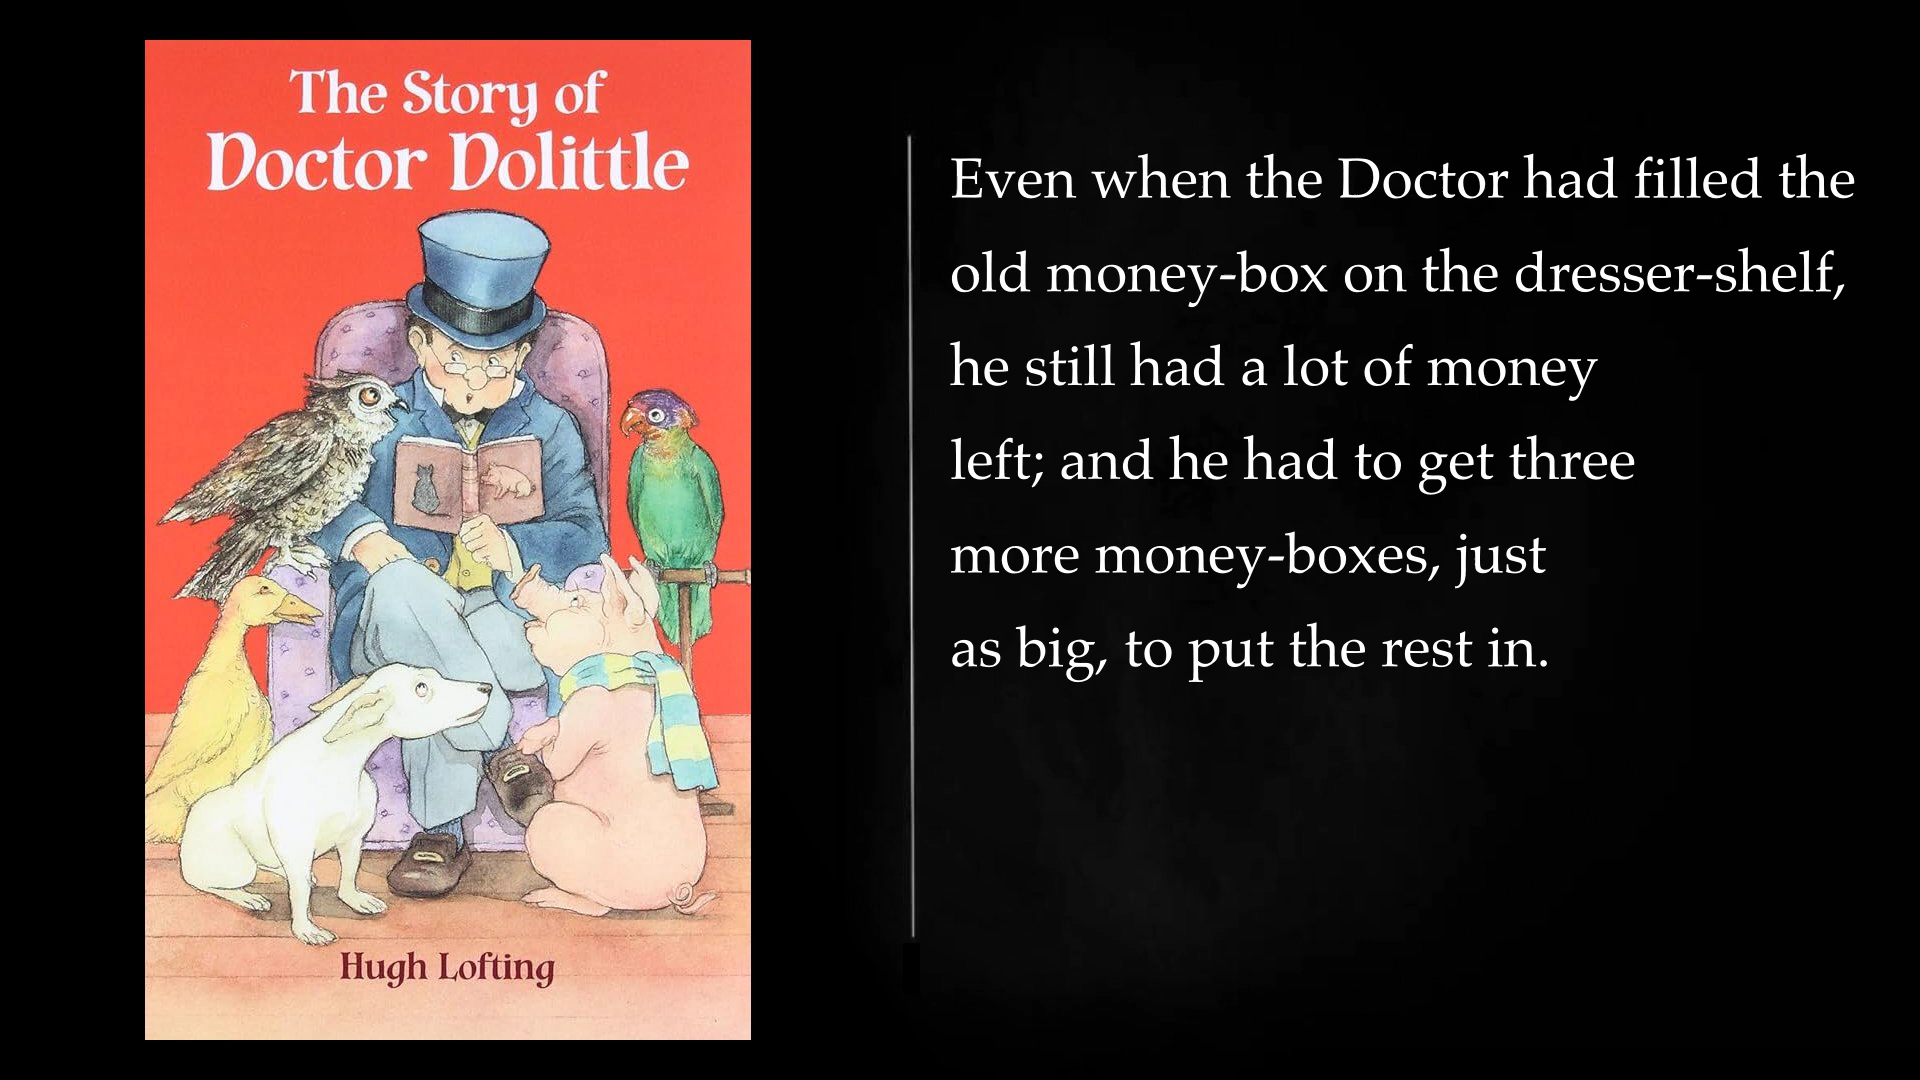 The Story of
Doctor Dolittle
Hugh Lofting
Even when the Doctor had filled the
old money-box on the dresser-shelf,
he still had a lot of money
left; and he had to get three
more money-boxes, just
as big, to put the rest in.